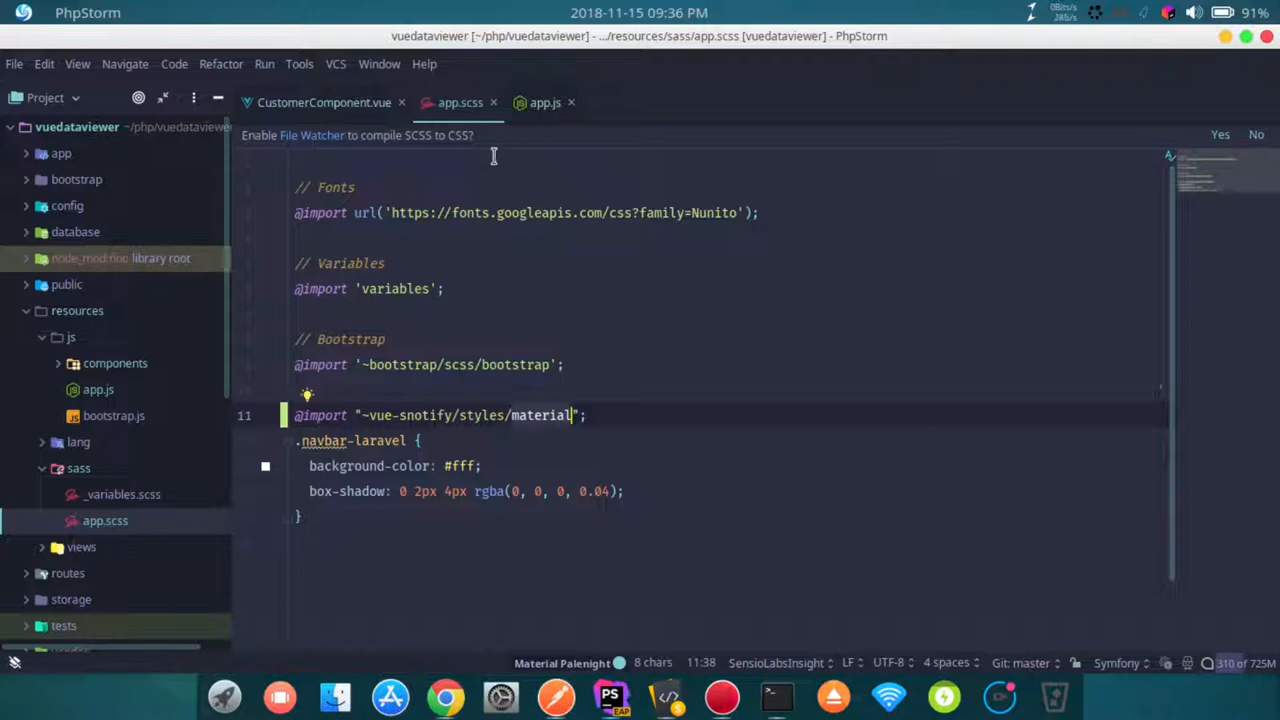 PhpStorm
2018-11-15 09:36 PM
91%
vuedataviewer [~/php/vuedataviewer] - .../resources/sass/app.scss [vuedataviewer] - PhpStorm
File Edit View Navigate Code Refactor Run Tools VCS Window Help
Project
CustomerComponent.vue
app.scss
app.js
vuedataviewer ~/php/vuedataviewe
Enable File Watcher to compile SCSS to CSS?
Yes No
app
bootstrap
config
database
library root
public
resources
js
components
app.js
bootstrap.js
lang
sass
_variables.scss
app.scss
views
routes
storage
tests
// Fonts
@import url('https://fonts.googleapis.com/css?family=Nunito');
// Variables
@import 'variables';
// Bootstrap
@import '~bootstrap/scss/bootstrap';
11
@import "~vue-snotify/styles/material";
.navbar-laravel {
background-color: #fff;
box-shadow: 0 2px 4px rgba(0, 0, 0, 0.04);
}
Material Palenight 8 chars 11:38 SensioLabsInsight LF UTF-8 4 spaces Git: master Symfony 310 of 725M
PS
EAP